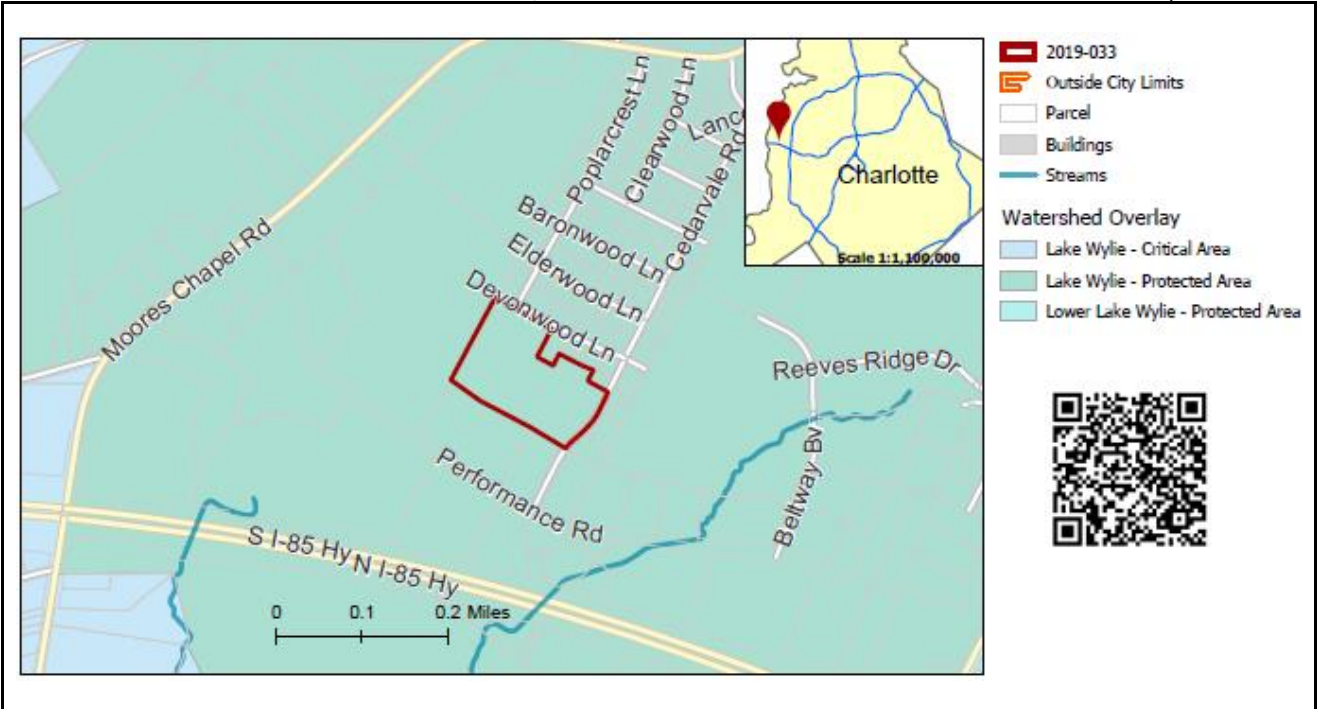 Poplarcrest Ln
Clearwood Ln
Lanc
Cedarvale Rd
Baronwood Ln
Elderwood Ln
Devonwood Ln
Moores Chapel Rd
Reeves Ridge Dr
Beltway Bv
Performance Rd
S I-85 Hy
N I-85 Hy
0 0.1 0.2 Miles
Charlotte
Scale 1:1,100,000
2019-033
Outside City Limits
Parcel
Buildings
Streams
Watershed Overlay
Lake Wylie - Critical Area
Lake Wylie - Protected Area
Lower Lake Wylie - Protected Area